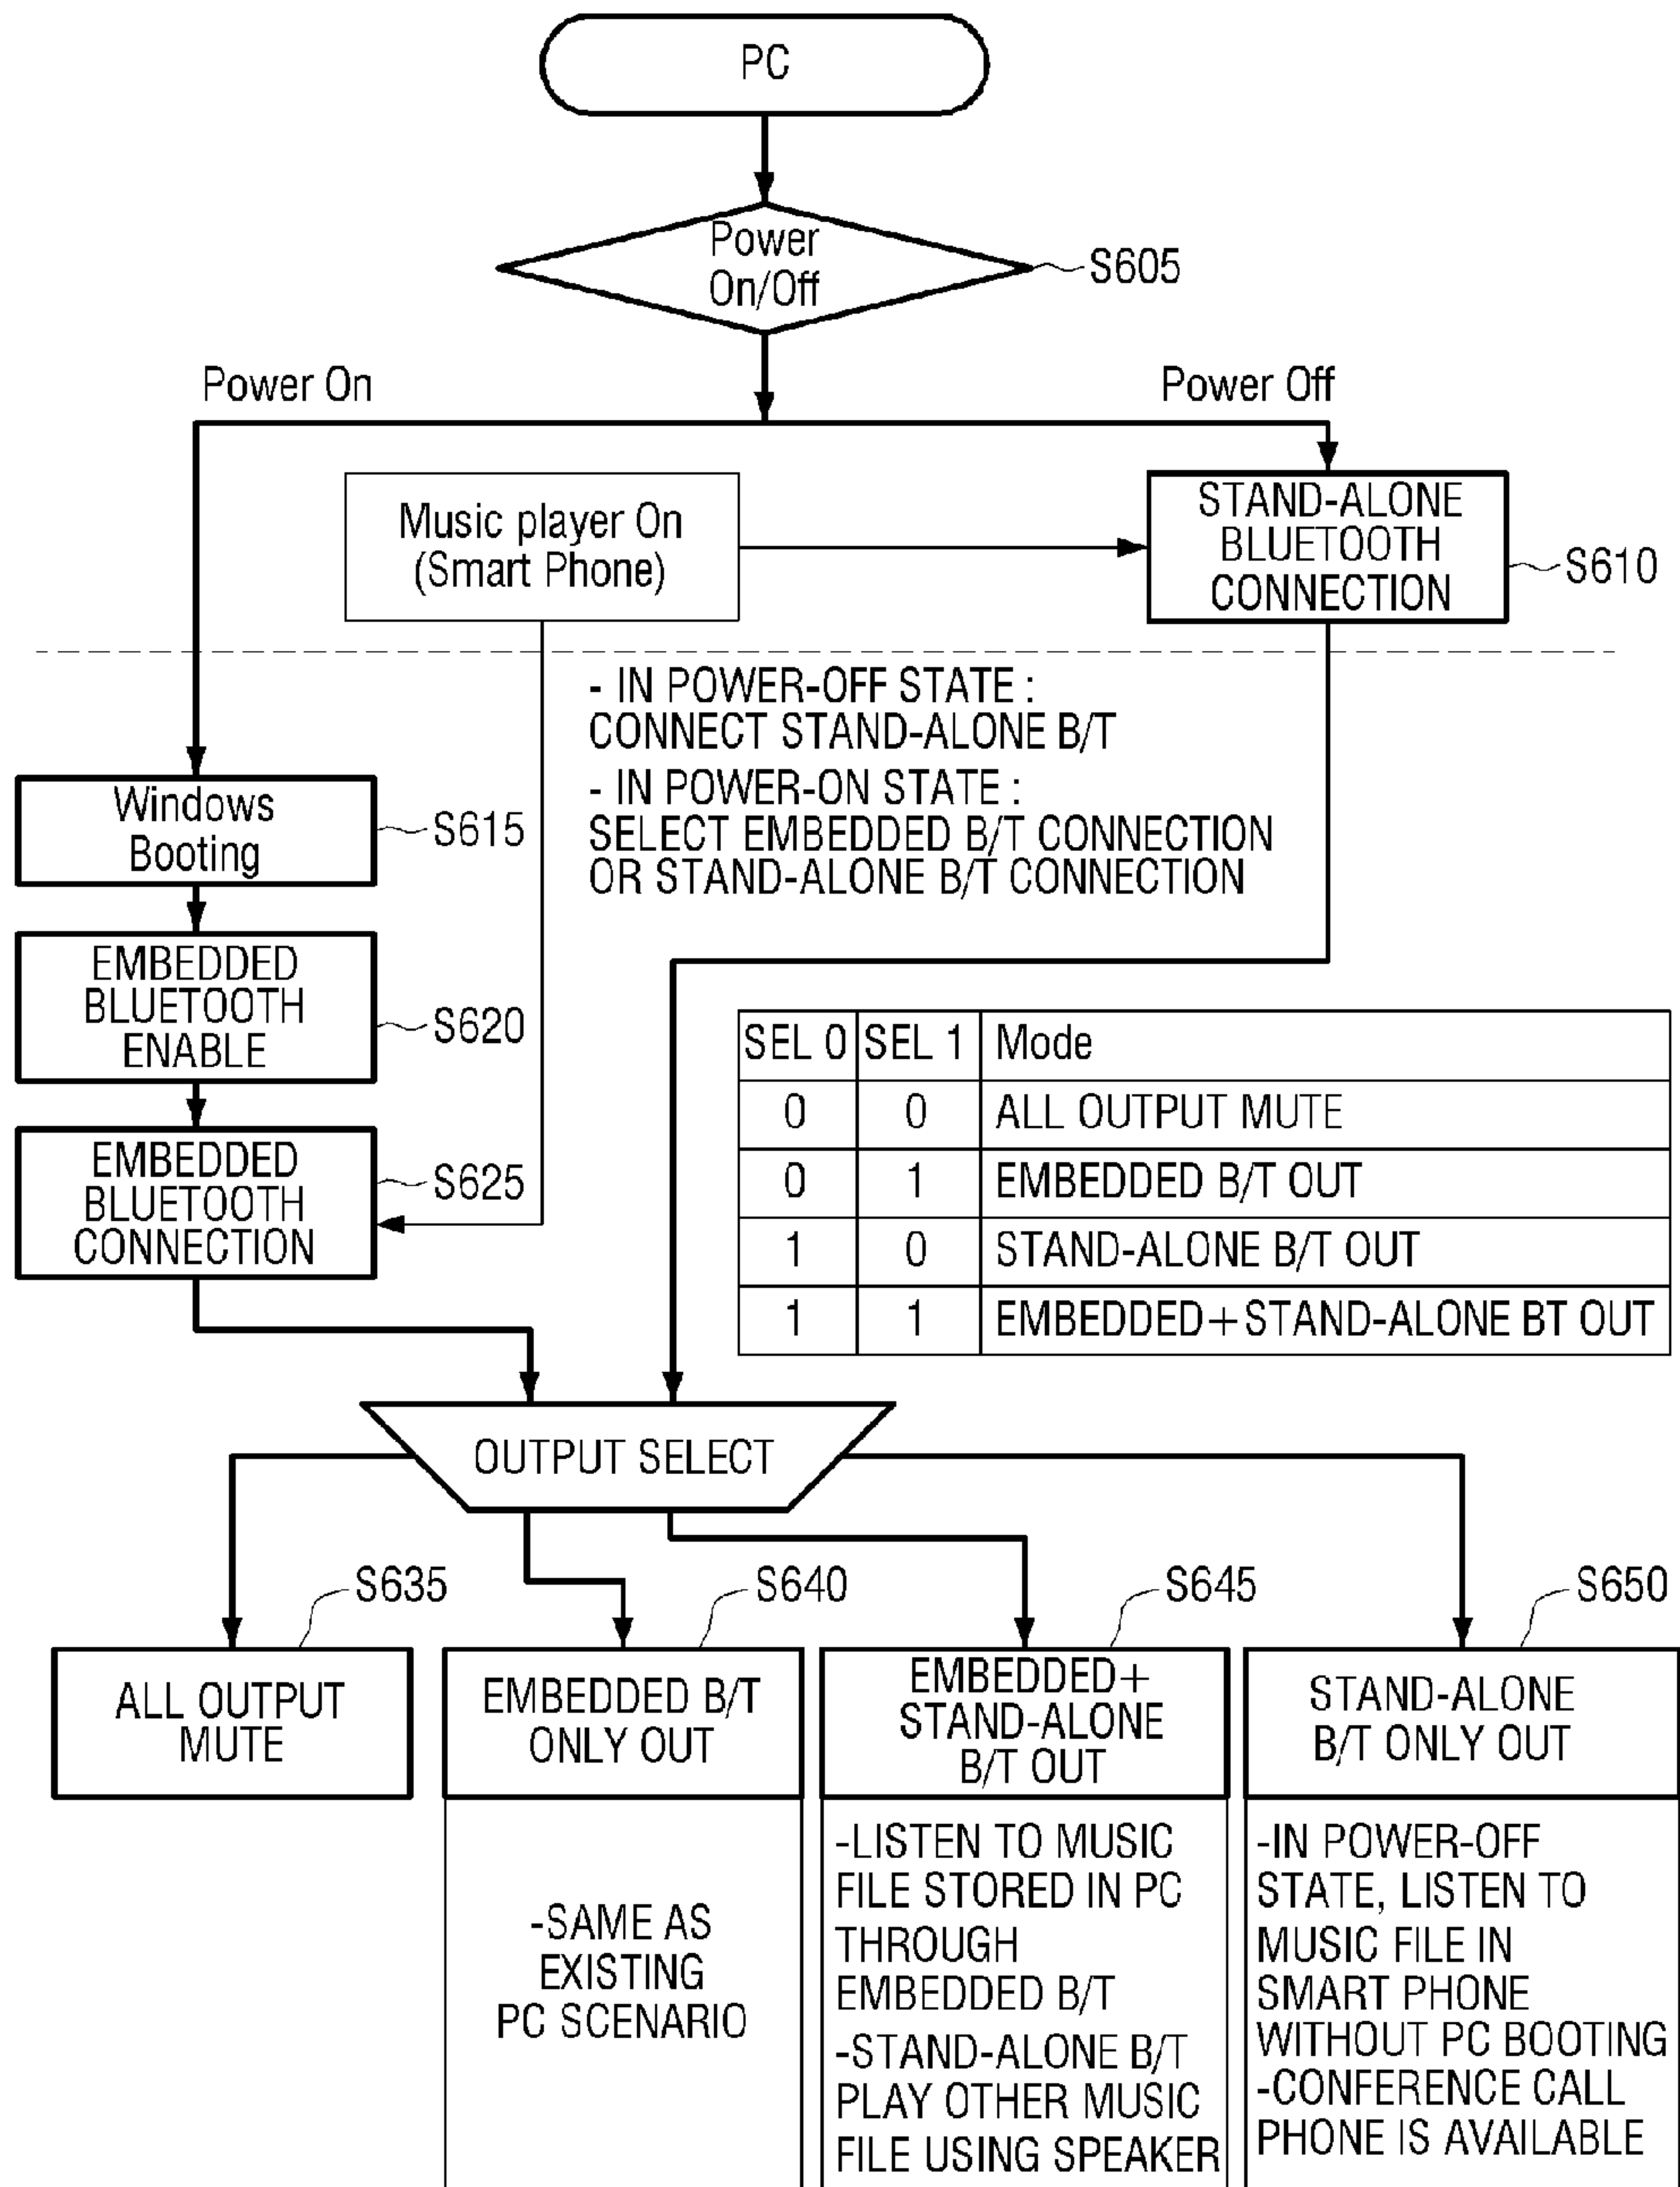 PC
Power
On/Off
S605
Power On
Power Off
Music player On
(Smart Phone)
STAND-ALONE
BLUETOOTH
CONNECTION
S610
- IN POWER-OFF STATE :
CONNECT STAND-ALONE B/T
- IN POWER-ON STATE :
SELECT EMBEDDED B/T CONNECTION
OR STAND-ALONE B/T CONNECTION
Windows
Booting
S615
EMBEDDED
BLUETOOTH
ENABLE
S620
EMBEDDED
BLUETOOTH
CONNECTION
S625
SEL 0 SEL 1 Mode
0 0 ALL OUTPUT MUTE
0 1 EMBEDDED B/T OUT
1 0 STAND-ALONE B/T OUT
1 1 EMBEDDED+STAND-ALONE BT OUT
OUTPUT SELECT
S635
ALL OUTPUT
MUTE
S640
EMBEDDED B/T
ONLY OUT
-SAME AS
EXISTING
PC SCENARIO
S645
EMBEDDED+
STAND-ALONE
B/T OUT
-LISTEN TO MUSIC
FILE STORED IN PC
THROUGH
EMBEDDED B/T
-STAND-ALONE B/T
PLAY OTHER MUSIC
FILE USING SPEAKER
S650
STAND-ALONE
B/T ONLY OUT
-IN POWER-OFF
STATE, LISTEN TO
MUSIC FILE IN
SMART PHONE
WITHOUT PC BOOTING
-CONFERENCE CALL
PHONE IS AVAILABLE